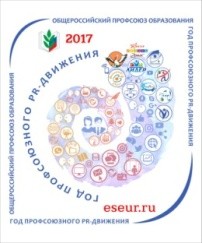 ОБЩЕРОССИЙСКИЙ ПРОФСОЮЗ ОБРАЗОВАНИЯ
ГОД ПРОФСОЮЗНОГО PR-ДВИЖЕНИЯ
2017
ГОД ПРОФСОЮЗНОГО PR-ДВИЖЕНИЯ
eseur.ru
ОБЩЕРОССИЙСКИЙ ПРОФСОЮЗ ОБРАЗОВАНИЯ
ГОД ПРОФСОЮЗНОГО PR-ДВИЖЕНИЯ